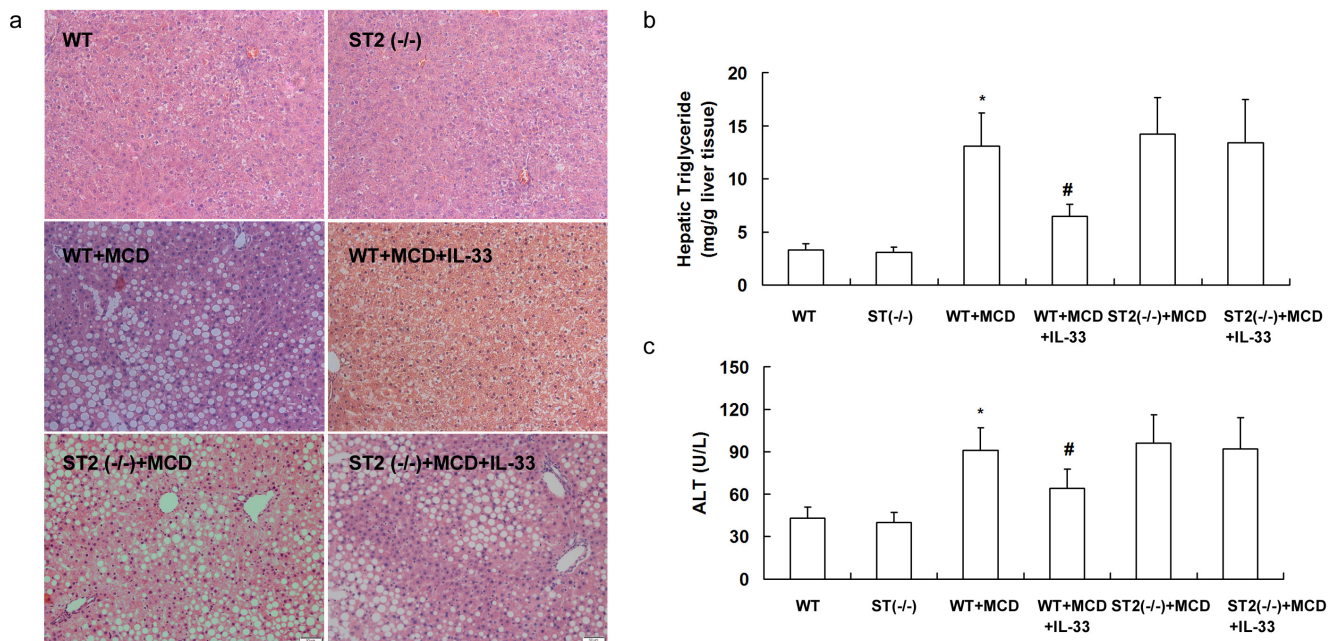 a
WT
ST2 (-/-)
WT+MCD
WT+MCD+IL-33
ST2 (-/-)+MCD
ST2 (-/-)+MCD+IL-33
b
Hepatic Triglyceride
(mg/g liver tissue)
20
15
10
5
0
*
#
WT
ST(-/-)
WT+MCD
WT+MCD
+IL-33
ST2(-/-)+MCD
ST2(-/-)+MCD
+IL-33
c
ALT (U/L)
150
120
90
60
30
0
*
#
WT
ST(-/-)
WT+MCD
WT+MCD
+IL-33
ST2(-/-)+MCD
ST2(-/-)+MCD
+IL-33